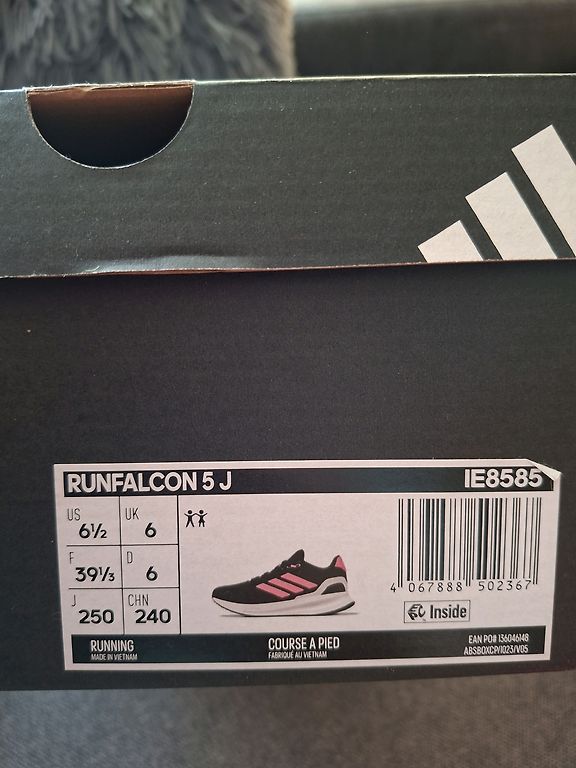 RUNFALCON 5 J IE8585
US 6½ UK 6
F 39⅓ D 6
J 250 CHN 240
4 067888 502367
Inside
RUNNING COURSE A PIED EAN PO# 136046148
MADE IN VIETNAM FABRIQUÉ AU VIETNAM ABSBOXCP/1023/V05